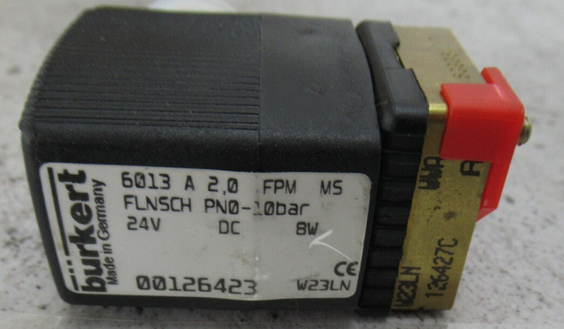 bürkert
Made in Germany
6013 A 2,0 FPM MS
FLNSCH PN0-10bar
24V DC 8W
CE
00126423 W23LN
W23LN
126427C
A